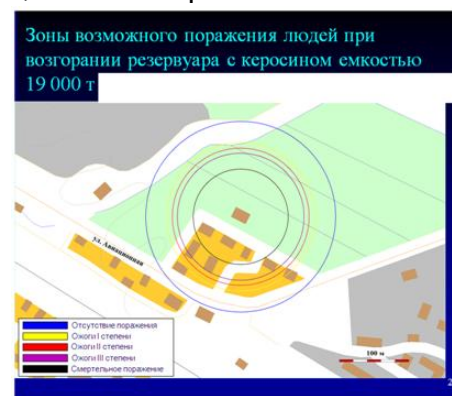 Зоны возможного поражения людей при
возгорании резервуара с керосином емкостью
19 000 т
ул. Авиационная
Отсутствие поражения
Ожоги I степени
Ожоги II степени
Ожоги III степени
Смертельное поражение
100 м
2